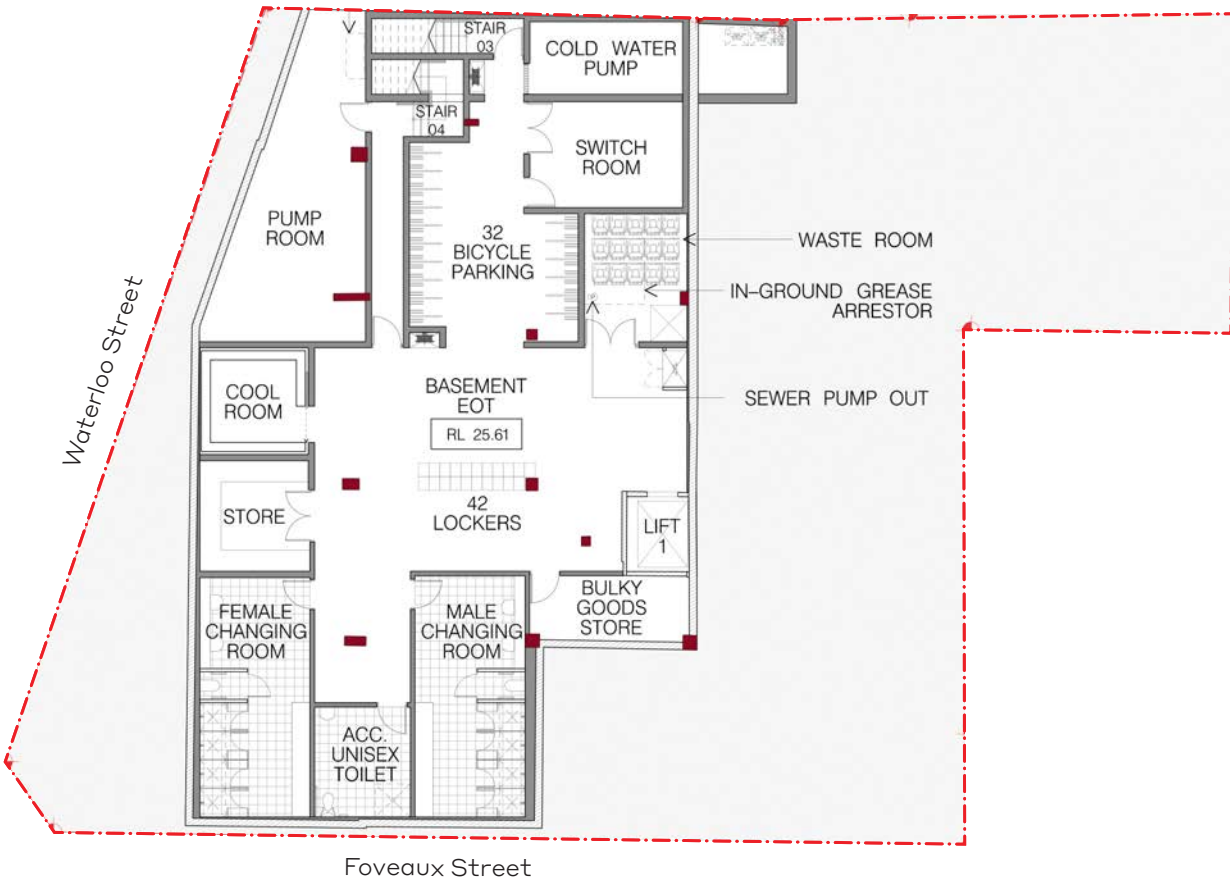 STAIR
03
COLD WATER
PUMP
STAIR
04
SWITCH
ROOM
PUMP
ROOM
32
BICYCLE
PARKING
WASTE ROOM
IN-GROUND GREASE
ARRESTOR
Waterloo Street
COOL
ROOM
BASEMENT
EOT
RL 25.61
SEWER PUMP OUT
STORE
42
LOCKERS
LIFT
1
FEMALE
CHANGING
ROOM
MALE
CHANGING
ROOM
BULKY
GOODS
STORE
ACC.
UNISEX
TOILET
Foveaux Street